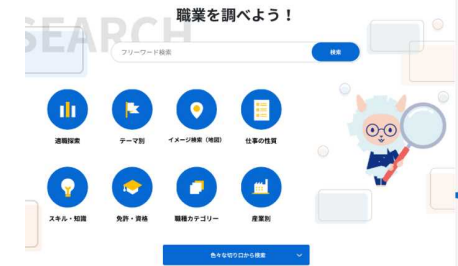 SEARCH
職業を調べよう！
フリーワード検索
検索
適職探索
テーマ別
イメージ検索（地図）
仕事の性質
スキル・知識
免許・資格
職種カテゴリー
産業別
色々な切り口から検索